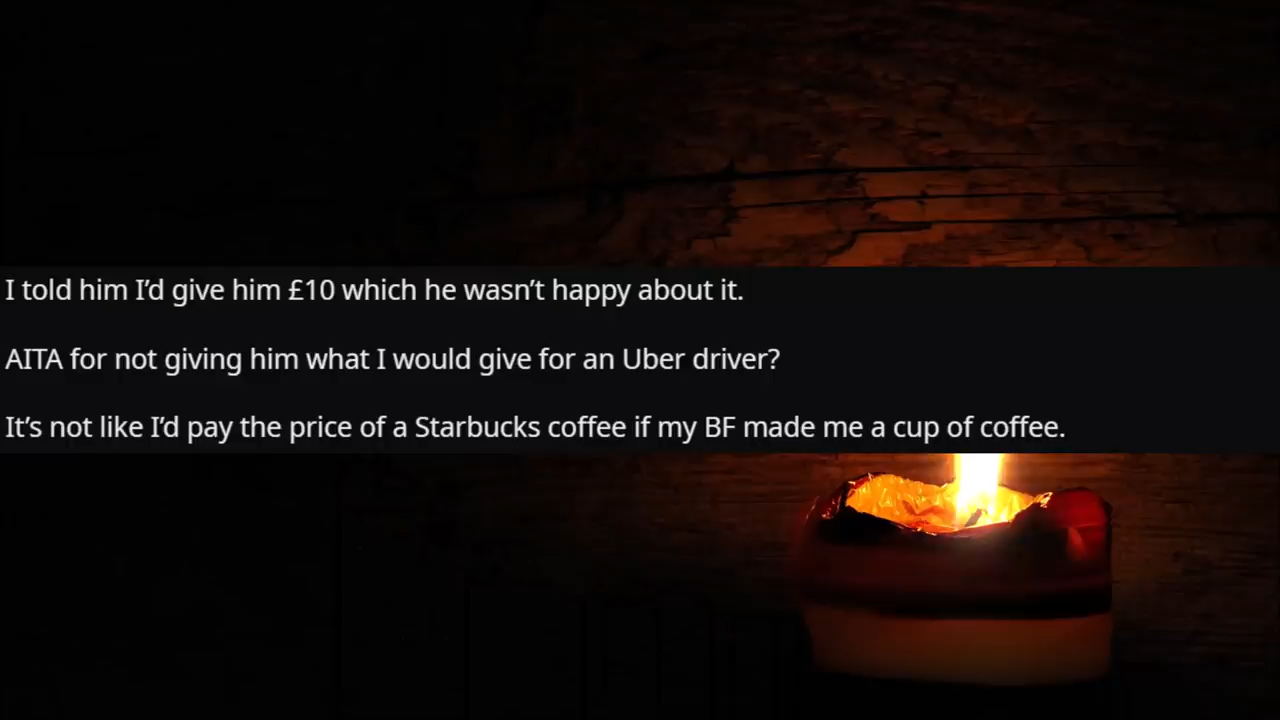 I told him I’d give him £10 which he wasn’t happy about it.
AITA for not giving him what I would give for an Uber driver?
It’s not like I’d pay the price of a Starbucks coffee if my BF made me a cup of coffee.